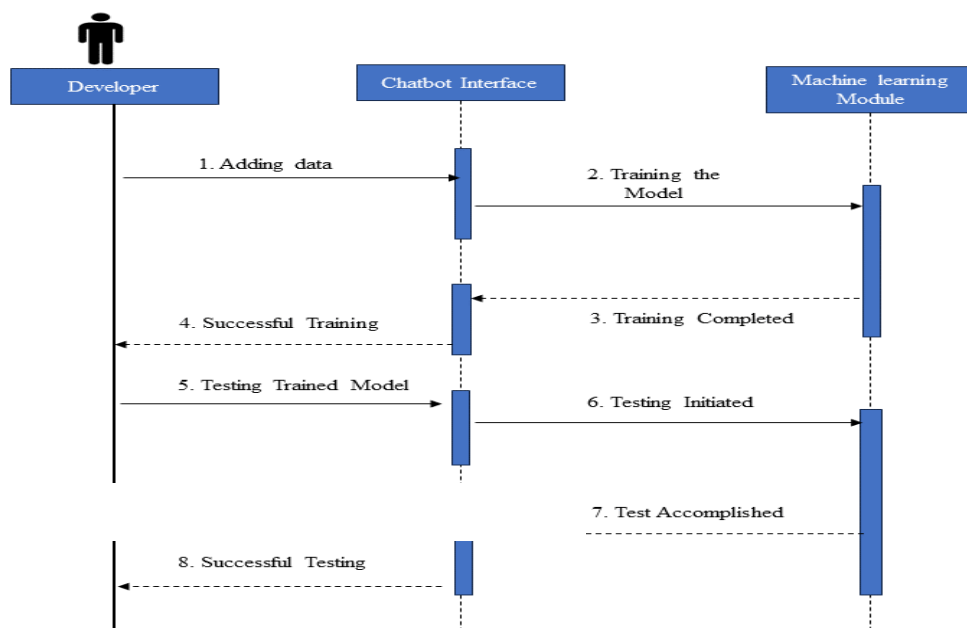 Developer
Chatbot Interface
Machine learning
Module
1. Adding data
2. Training the
Model
3. Training Completed
4. Successful Training
5. Testing Trained Model
6. Testing Initiated
7. Test Accomplished
8. Successful Testing